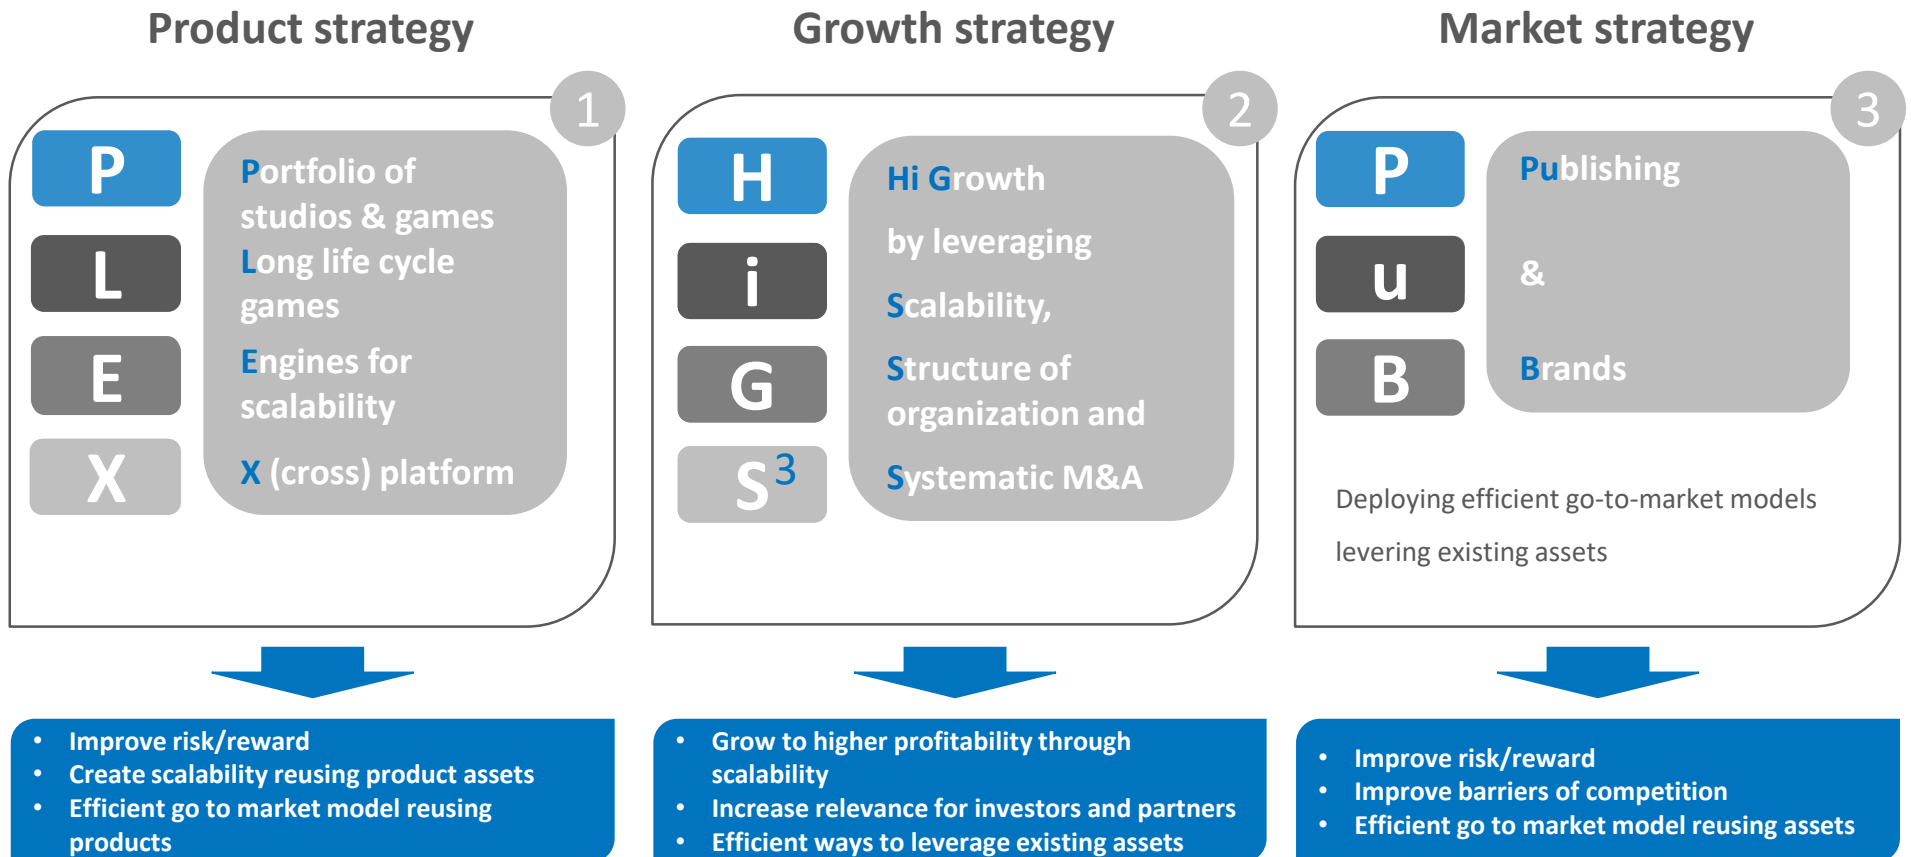 Product strategy
1
P
L
E
X
Portfolio of
studios & games
Long life cycle
games
Engines for
scalability
X (cross) platform
• Improve risk/reward
• Create scalability reusing product assets
• Efficient go to market model reusing
products
Growth strategy
2
H
i
G
S3
Hi Growth
by leveraging
Scalability,
Structure of
organization and
Systematic M&A
• Grow to higher profitability through
scalability
• Increase relevance for investors and partners
• Efficient ways to leverage existing assets
Market strategy
3
P
u
B
Publishing
&
Brands
Deploying efficient go-to-market models
levering existing assets
• Improve risk/reward
• Improve barriers of competition
• Efficient go to market model reusing assets